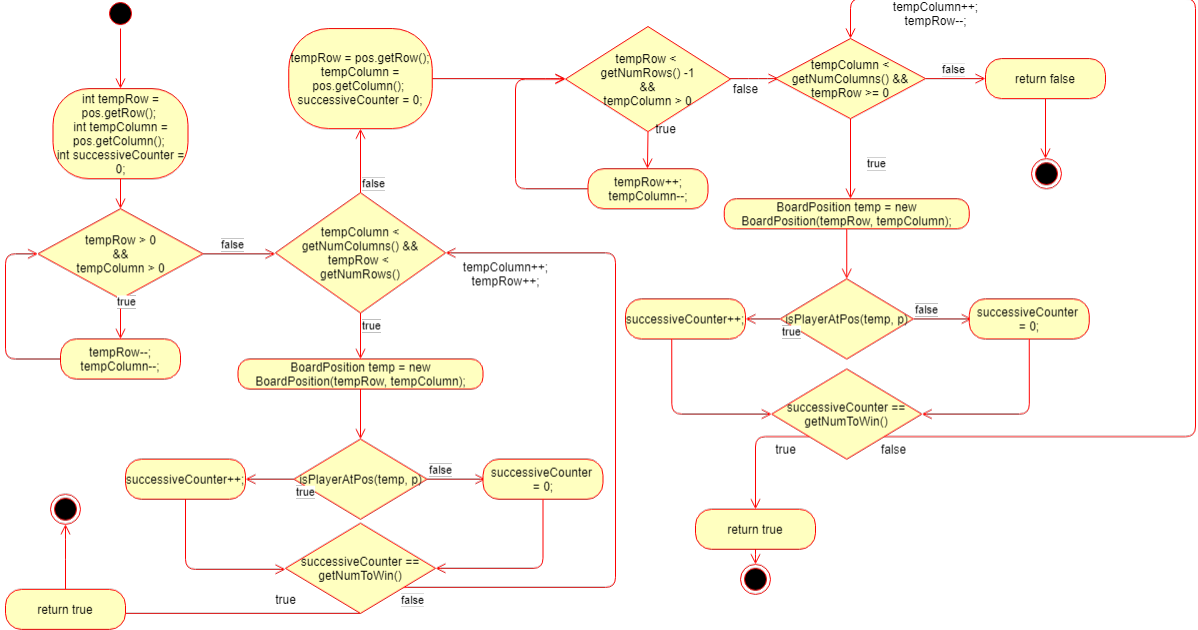 int tempRow =
pos.getRow();
int tempColumn =
pos.getColumn();
int successiveCounter =
0;
tempRow > 0
&&
tempColumn > 0
false
true
tempRow--;
tempColumn--;
tempColumn <
getNumColumns() &&
tempRow <
getNumRows()
false
true
tempColumn++;
tempRow++;
BoardPosition temp = new
BoardPosition(tempRow, tempColumn);
isPlayerAtPos(temp, p)
true
false
successiveCounter++;
successiveCounter
= 0;
successiveCounter ==
getNumToWin()
true
false
return true
tempRow = pos.getRow();
tempColumn =
pos.getColumn();
successiveCounter = 0;
tempRow <
getNumRows() -1
&&
tempColumn > 0
false
true
tempRow++;
tempColumn--;
tempColumn++;
tempRow--;
tempColumn <
getNumColumns() &&
tempRow >= 0
false
return false
true
BoardPosition temp = new
BoardPosition(tempRow, tempColumn);
isPlayerAtPos(temp, p)
true
false
successiveCounter++;
successiveCounter
= 0;
successiveCounter ==
getNumToWin()
true
false
return true